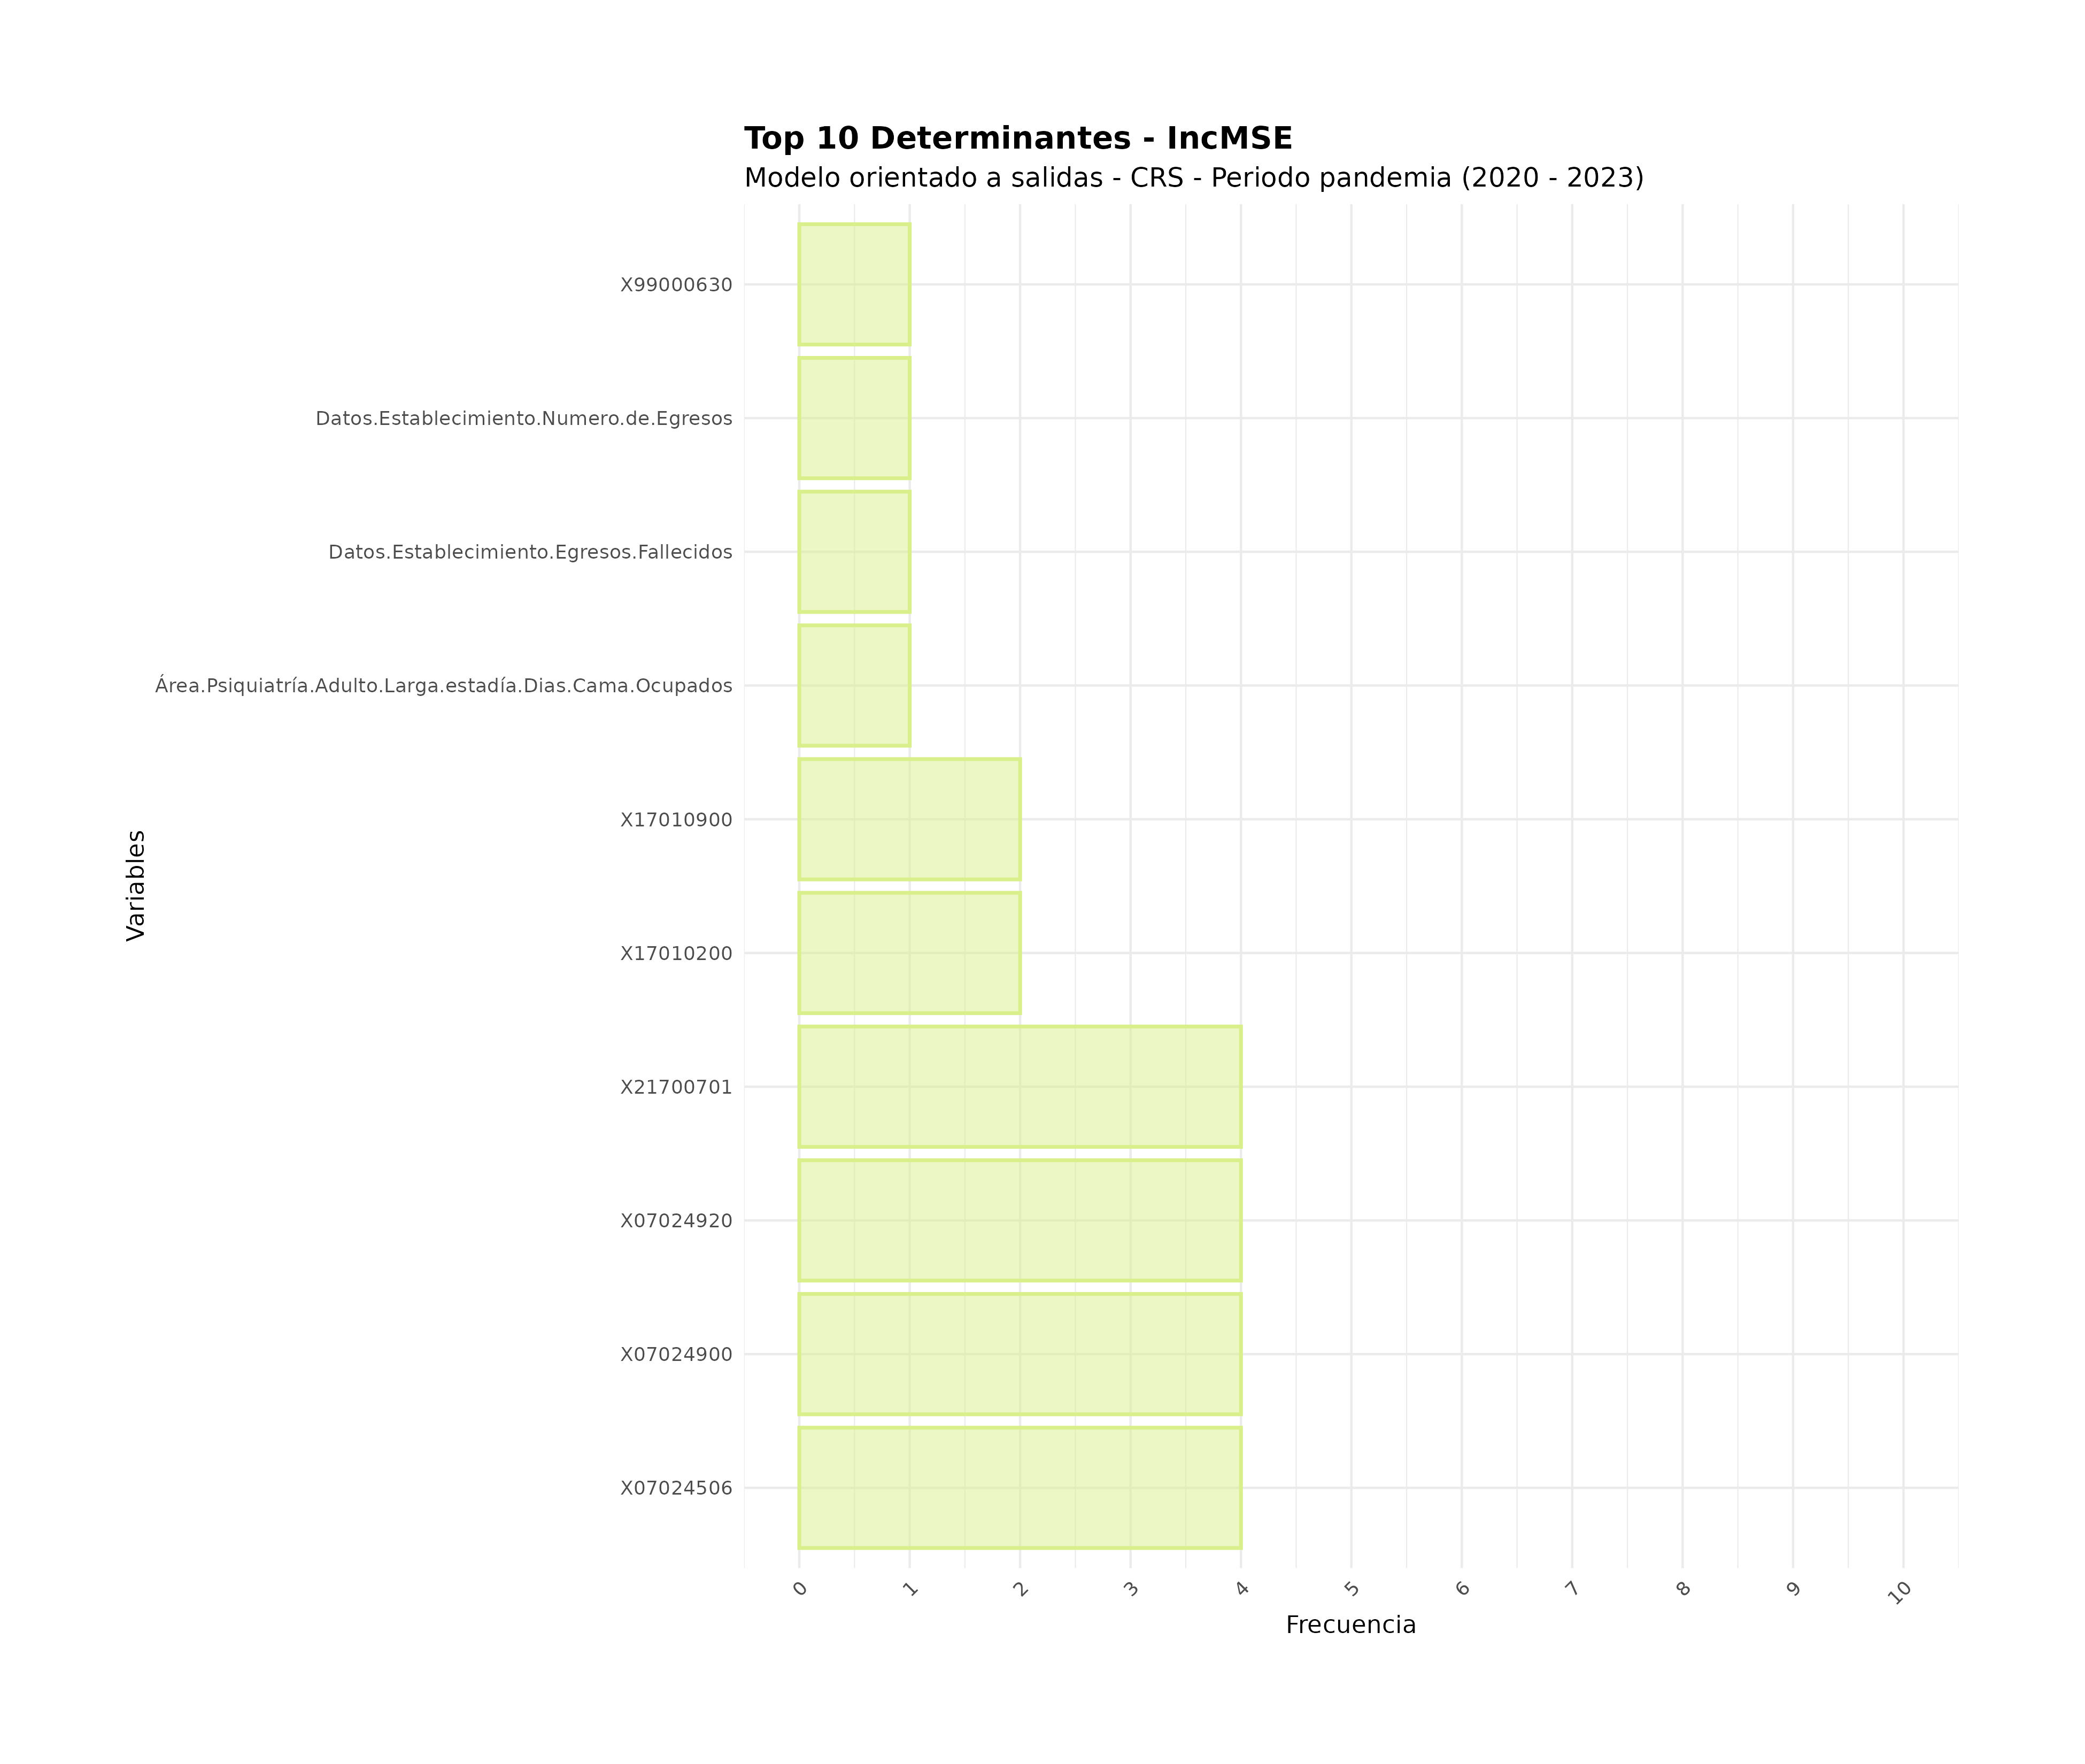 Top 10 Determinantes - IncMSE
Modelo orientado a salidas - CRS - Periodo pandemia (2020 - 2023)
Variables
X99000630
Datos.Establecimiento.Numero.de.Egresos
Datos.Establecimiento.Egresos.Fallecidos
Área.Psiquiatría.Adulto.Larga.estadía.Dias.Cama.Ocupados
X17010900
X17010200
X21700701
X07024920
X07024900
X07024506
0 1 2 3 4 5 6 7 8 9 10
Frecuencia